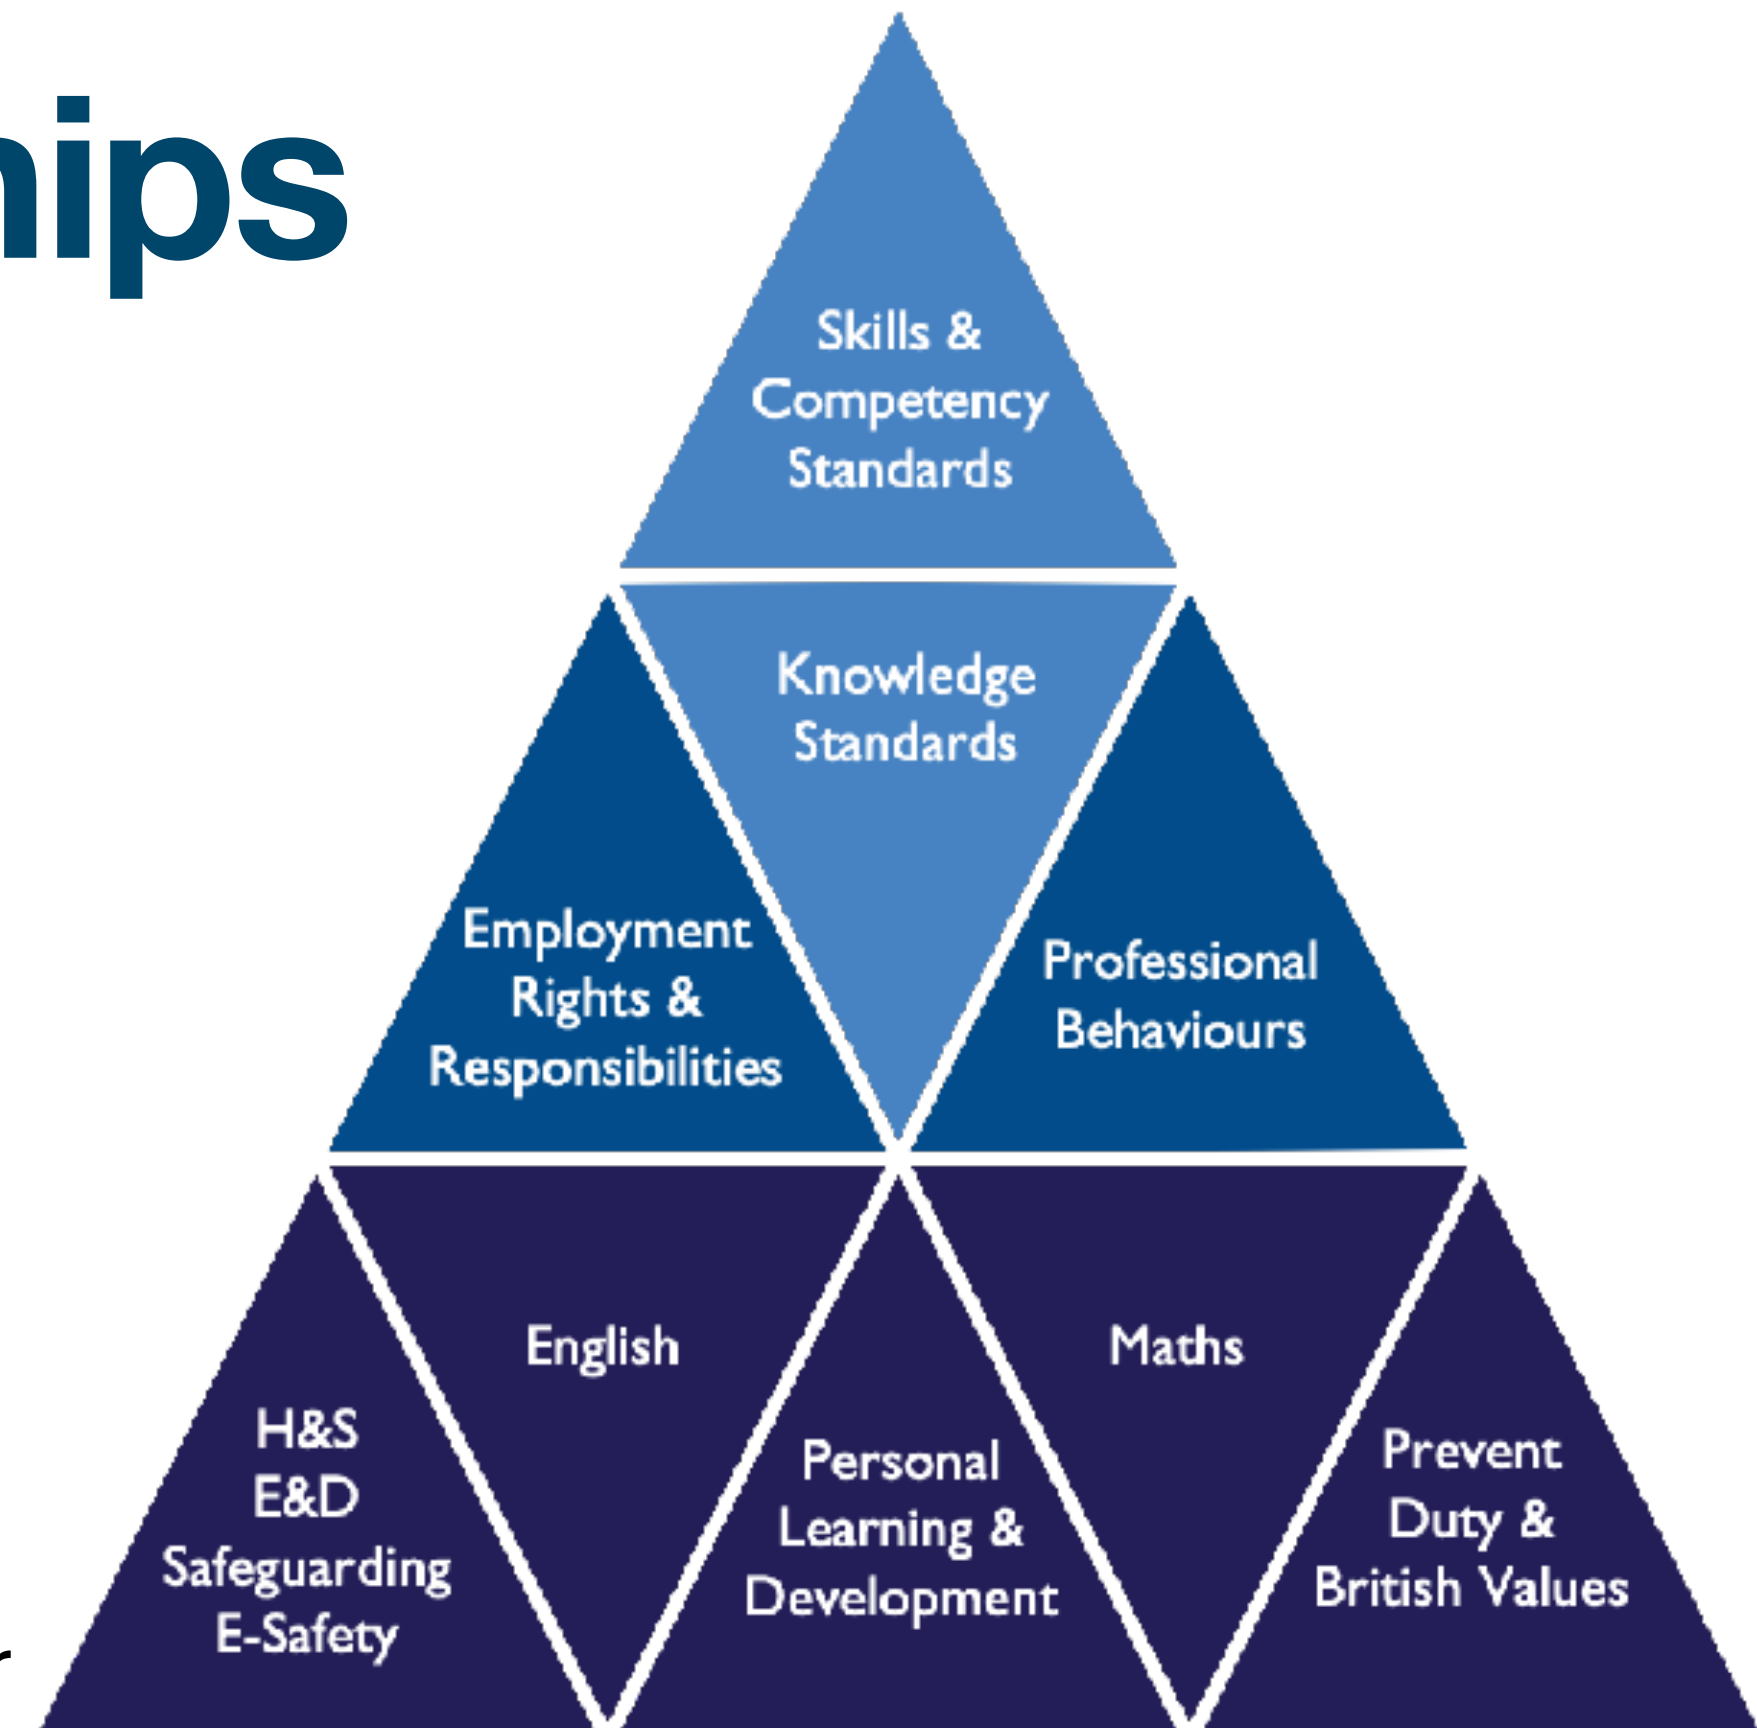 hips
Skills &
Competency
Standards
Knowledge
Standards
Employment
Rights &
Responsibilities
Professional
Behaviours
English
Maths
H&S
E&D
Safeguarding
E-Safety
Personal
Learning &
Development
Prevent
Duty &
British Values
r